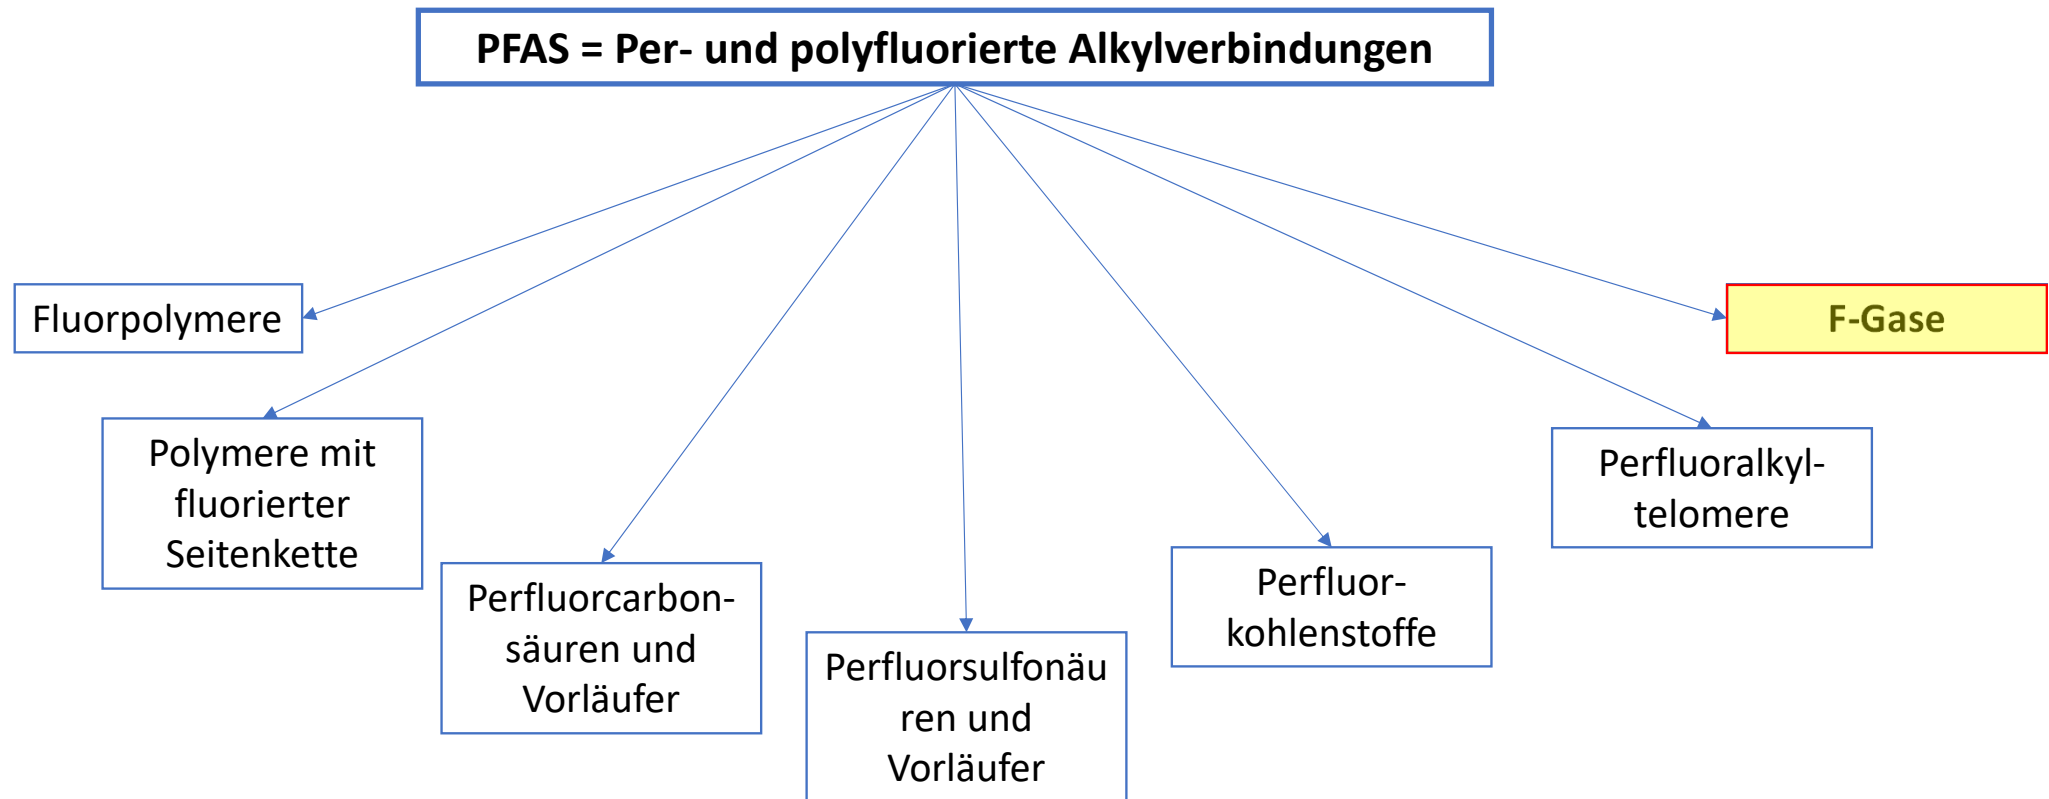 PFAS = Per- und polyfluorierte Alkylverbindungen
Fluorpolymere
F-Gase
Polymere mit
fluorierter
Seitenkette
Perfluoralkyl-
telomere
Perfluorcarbon-
säuren und
Vorläufer
Perfluor-
kohlenstoffe
Perfluorsulfonäu
ren und
Vorläufer